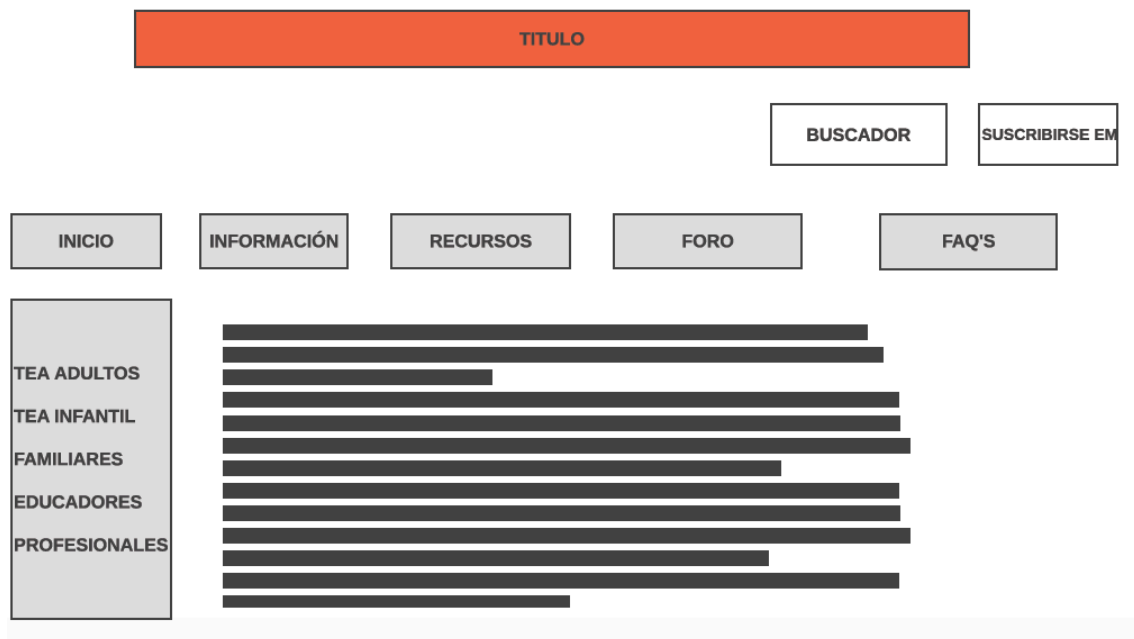 TITULO
BUSCADOR
SUSCRIBIRSE EM
INICIO
INFORMACIÓN
RECURSOS
FORO
FAQ'S
TEA ADULTOS
TEA INFANTIL
FAMILIARES
EDUCADORES
PROFESIONALES